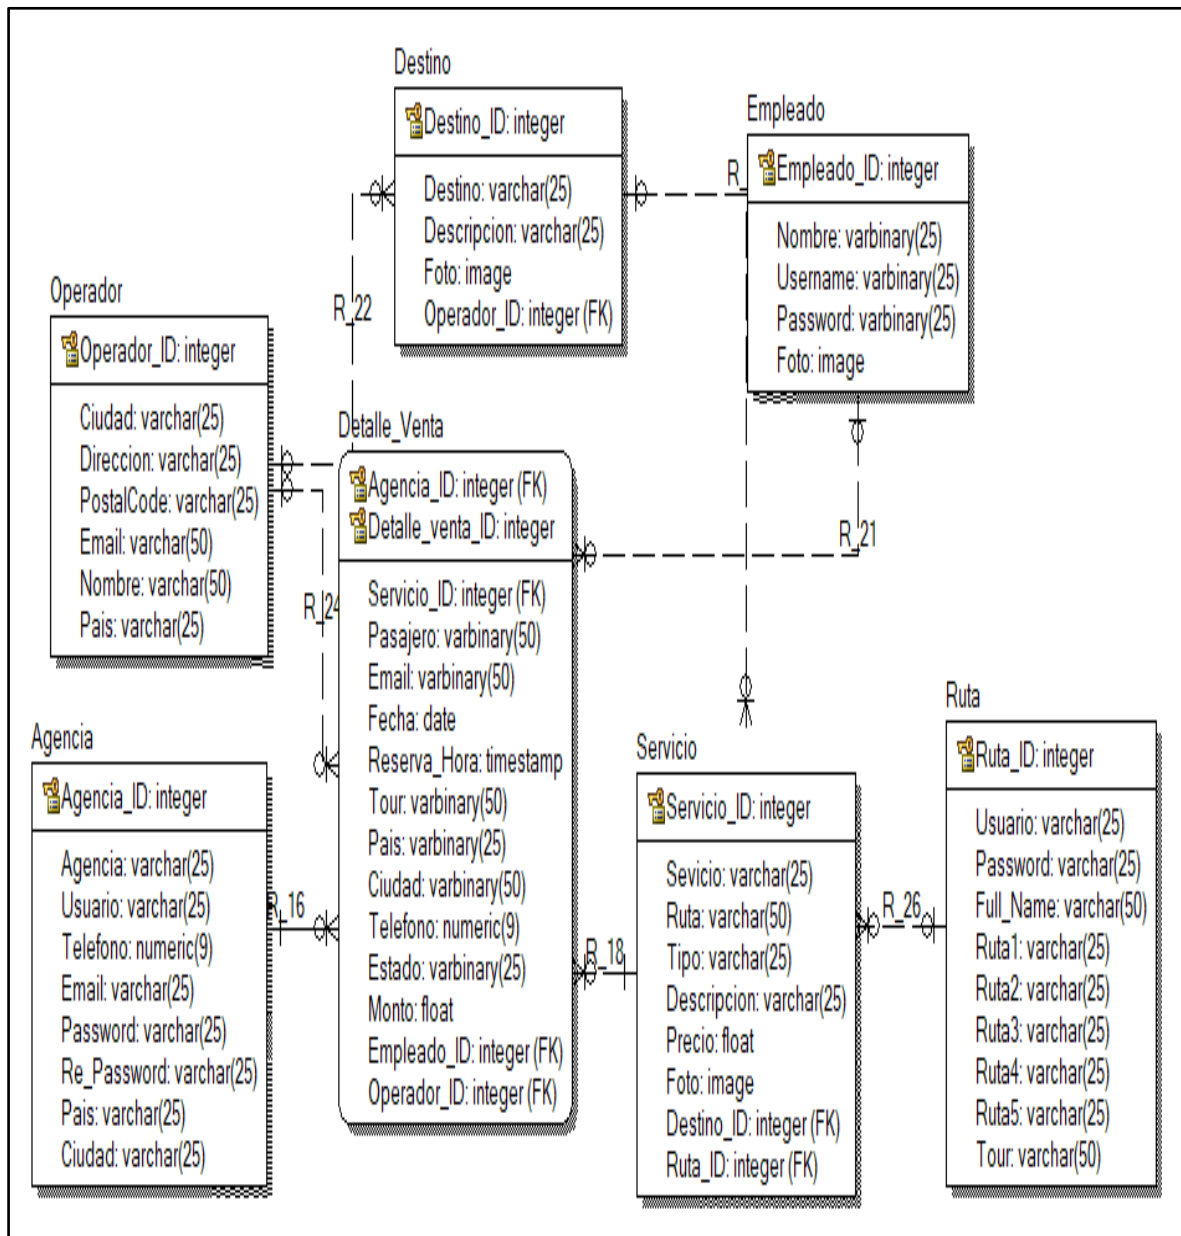 Destino
Destino_ID: integer
Destino: varchar(25)
Descripcion: varchar(25)
Foto: image
Operador_ID: integer (FK)
Empleado
Empleado_ID: integer
Nombre: varbinary(25)
Username: varbinary(25)
Password: varbinary(25)
Foto: image
R_
R_22
Operador
Operador_ID: integer
Ciudad: varchar(25)
Direccion: varchar(25)
PostalCode: varchar(25)
Email: varchar(50)
Nombre: varchar(50)
Pais: varchar(25)
Detalle_Venta
Agencia_ID: integer (FK)
Detalle_venta_ID: integer
Servicio_ID: integer (FK)
Pasajero: varbinary(50)
Email: varbinary(50)
Fecha: date
Reserva_Hora: timestamp
Tour: varbinary(50)
Pais: varbinary(25)
Ciudad: varbinary(50)
Telefono: numeric(9)
Estado: varbinary(25)
Monto: float
Empleado_ID: integer (FK)
Operador_ID: integer (FK)
R_21
R_24
Agencia
Agencia_ID: integer
Agencia: varchar(25)
Usuario: varchar(25)
Telefono: numeric(9)
Email: varchar(25)
Password: varchar(25)
Re_Password: varchar(25)
Pais: varchar(25)
Ciudad: varchar(25)
R_16
R_18
Servicio
Servicio_ID: integer
Sevicio: varchar(25)
Ruta: varchar(50)
Tipo: varchar(25)
Descripcion: varchar(25)
Precio: float
Foto: image
Destino_ID: integer (FK)
Ruta_ID: integer (FK)
R_26
Ruta
Ruta_ID: integer
Usuario: varchar(25)
Password: varchar(25)
Full_Name: varchar(50)
Ruta1: varchar(25)
Ruta2: varchar(25)
Ruta3: varchar(25)
Ruta4: varchar(25)
Ruta5: varchar(25)
Tour: varchar(50)